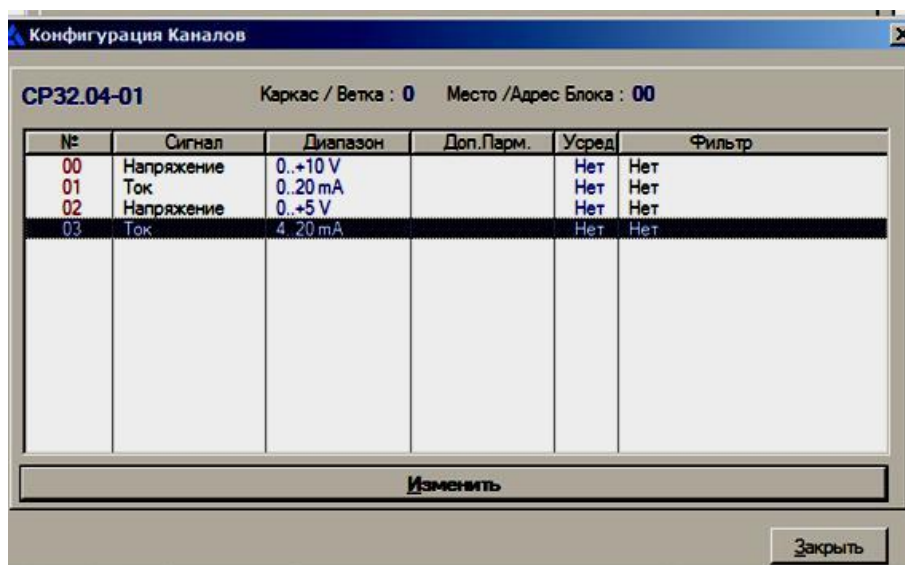 Конфигурация Каналов
CP32.04-01 Каркас / Ветка : 0 Место /Адрес Блока : 00
№ Сигнал Диапазон Доп.Парм. Усред Фильтр
00 Напряжение 0..+10 V Нет Нет
01 Ток 0..20 mA Нет Нет
02 Напряжение 0..+5 V Нет Нет
03 Ток 4..20 mA Нет Нет
Изменить
Закрыть